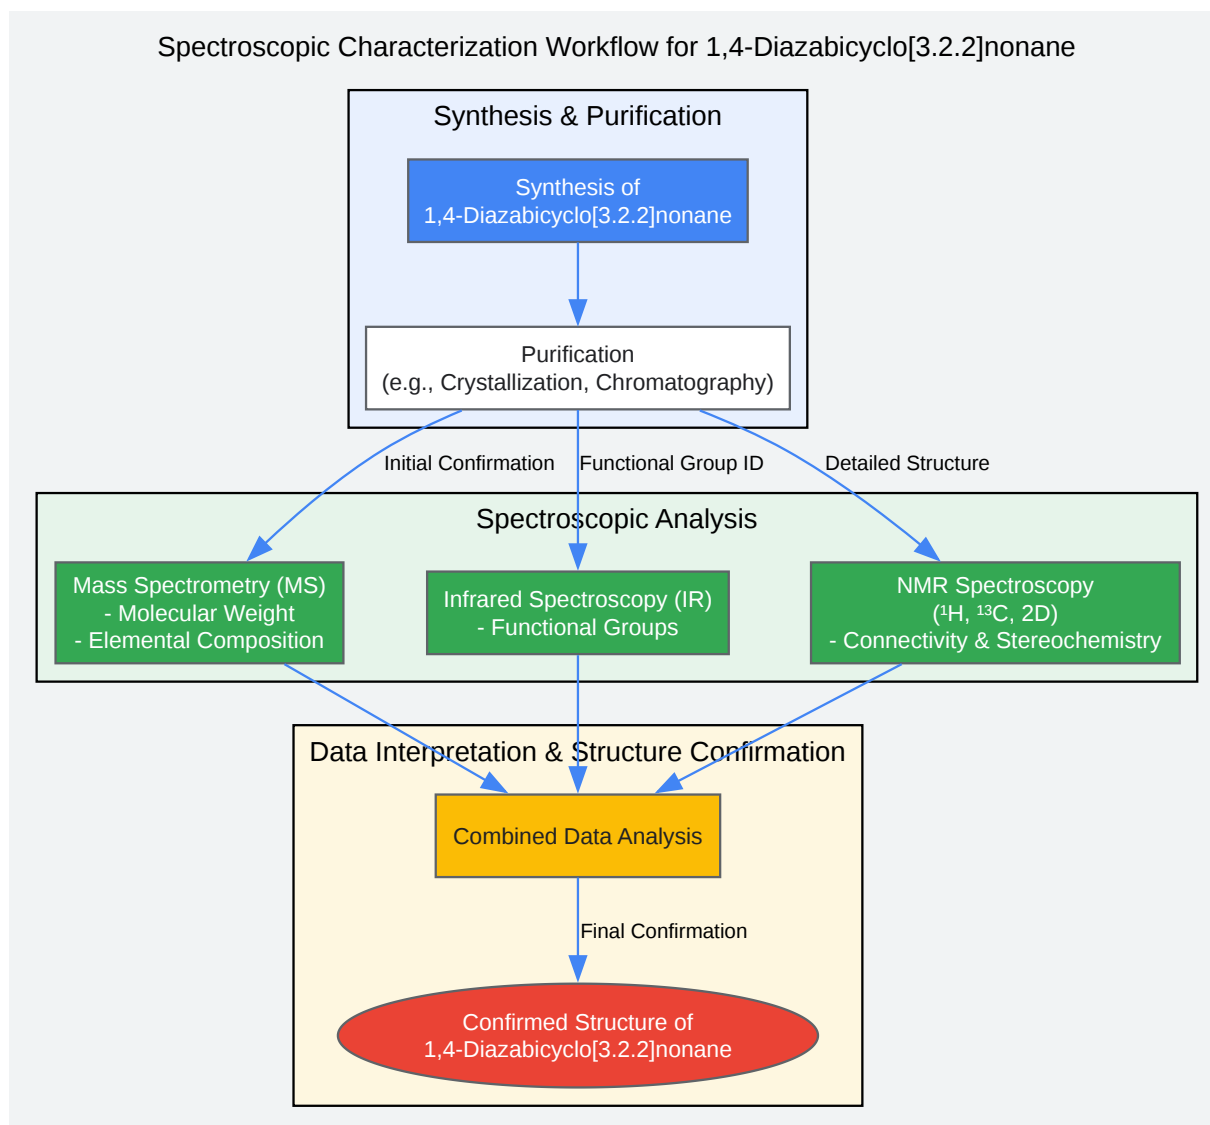 Spectroscopic Characterization Workflow for 1,4-Diazabicyclo[3.2.2]nonane
Synthesis & Purification
Synthesis of
1,4-Diazabicyclo[3.2.2]nonane
Purification
(e.g., Crystallization, Chromatography)
Initial Confirmation
Functional Group ID
Detailed Structure
Spectroscopic Analysis
Mass Spectrometry (MS)
- Molecular Weight
- Elemental Composition
Infrared Spectroscopy (IR)
- Functional Groups
NMR Spectroscopy
(¹H, ¹³C, 2D)
- Connectivity & Stereochemistry
Data Interpretation & Structure Confirmation
Combined Data Analysis
Final Confirmation
Confirmed Structure of
1,4-Diazabicyclo[3.2.2]nonane